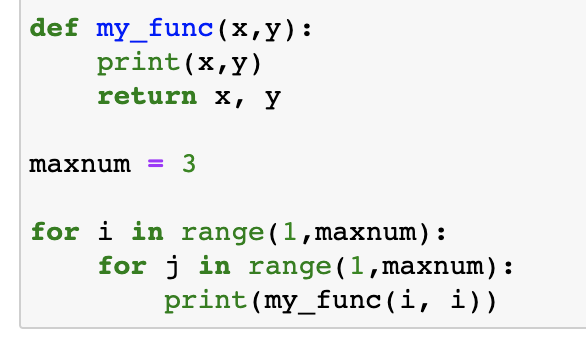 def my_func(x,y):
    print(x,y)
    return x, y
maxnum = 3
for i in range(1,maxnum):
    for j in range(1,maxnum):
        print(my_func(i, i))